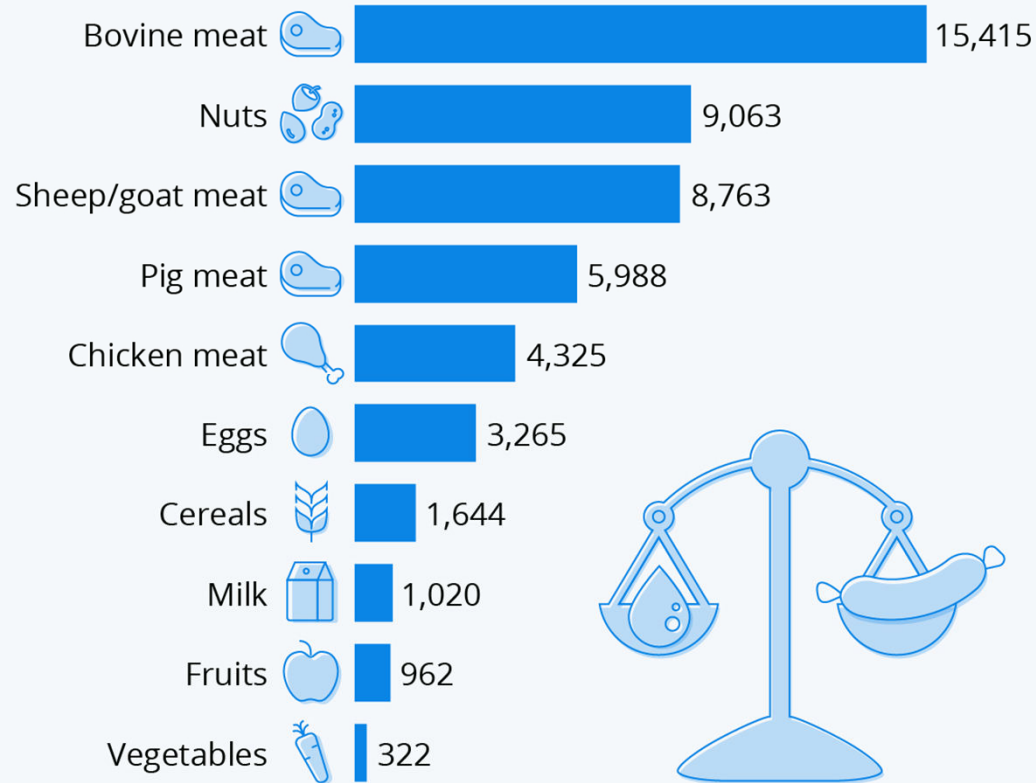 Bovine meat 15,415
Nuts 9,063
Sheep/goat meat 8,763
Pig meat 5,988
Chicken meat 4,325
Eggs 3,265
Cereals 1,644
Milk 1,020
Fruits 962
Vegetables 322